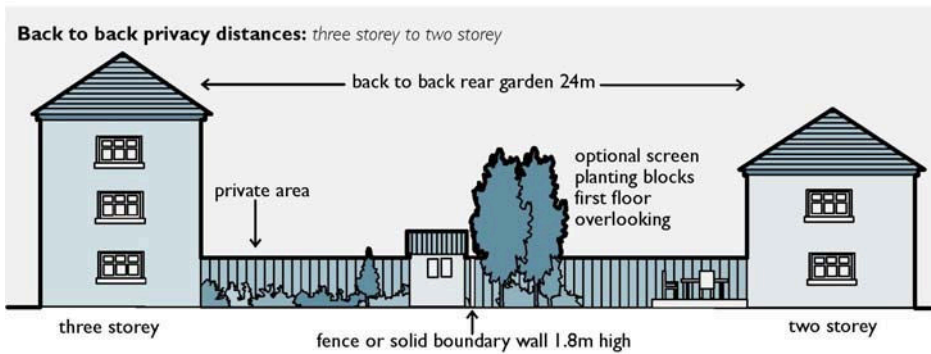 Back to back privacy distances: three storey to two storey
back to back rear garden 24m
optional screen
planting blocks
first floor
overlooking
private area
three storey
fence or solid boundary wall 1.8m high
two storey